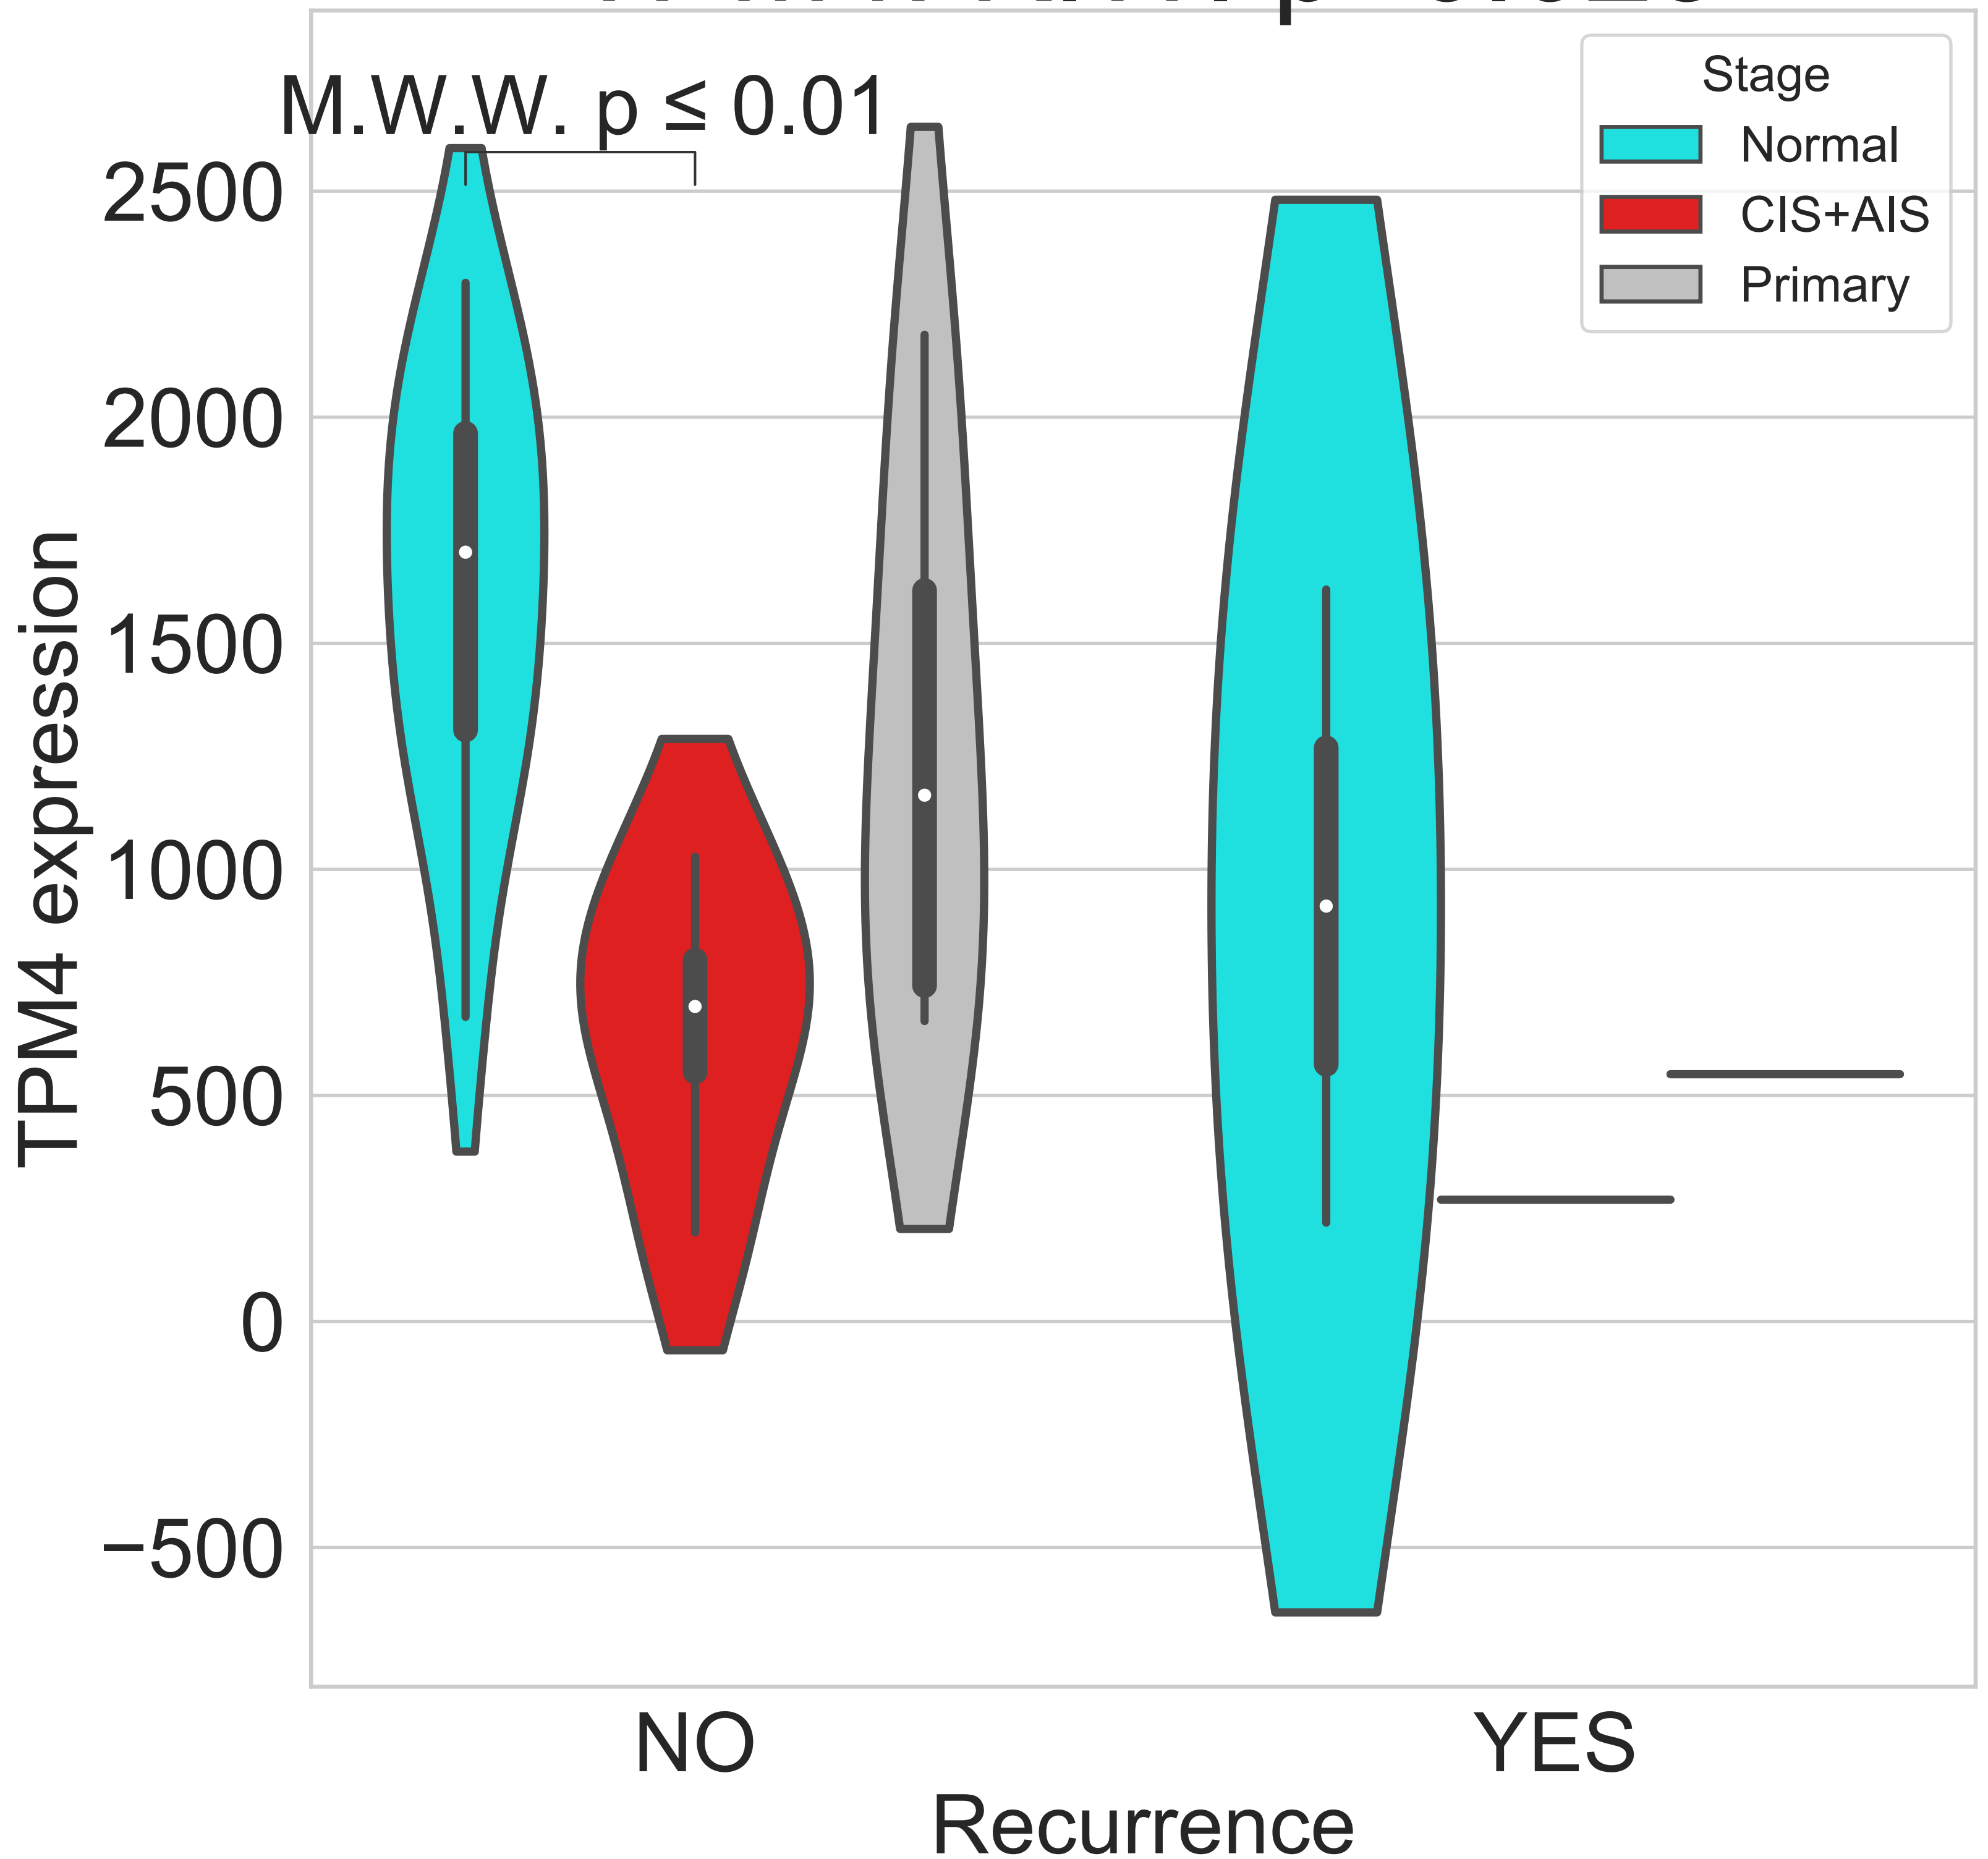 M.W.W. p ≤ 0.01
Stage
Normal
CIS+AIS
Primary
2500
2000
1500
1000
500
0
−500
TPM4 expression
NO
YES
Recurrence